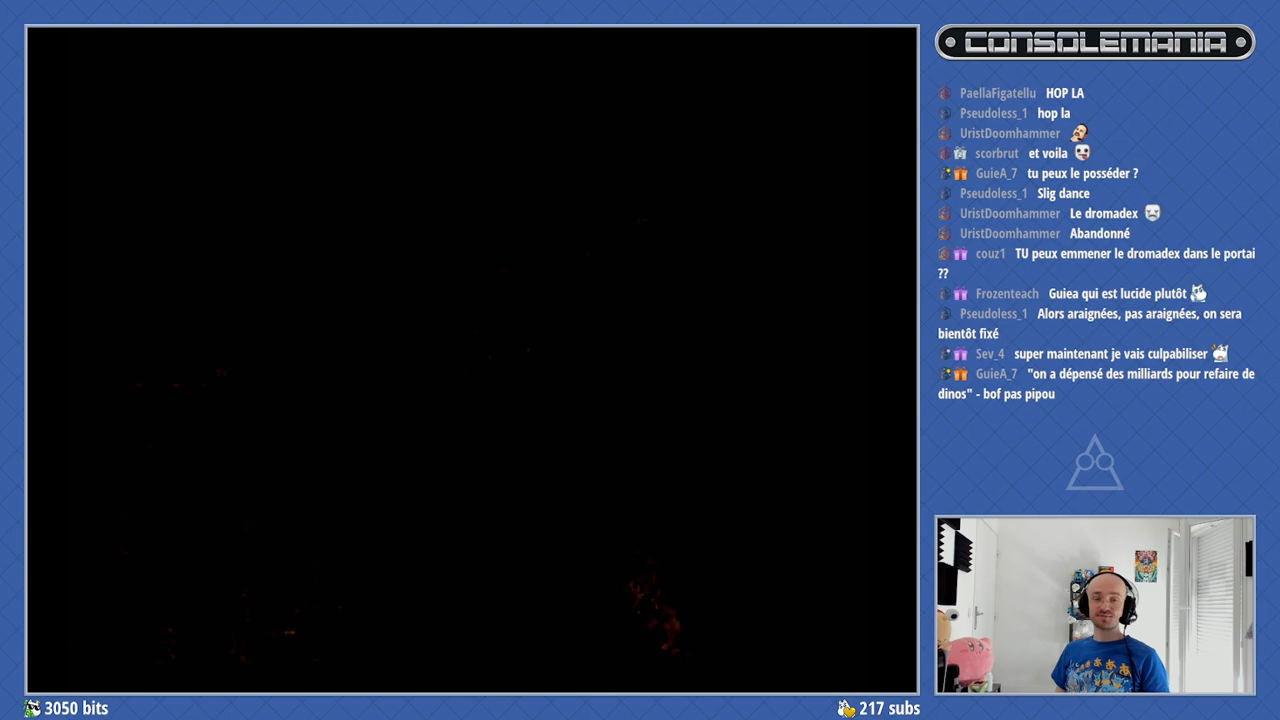 CONSOLEMANIA
PaellaFigatellu HOP LA
Pseudoless_1 hop la
UristDoomhammer
scorbrut et voila
GuieA_7 tu peux le posséder ?
Pseudoless_1 Slig dance
UristDoomhammer Le dromadex
UristDoomhammer Abandonné
couz1 TU peux emmener le dromadex dans le portai
??
Frozenteach Guiea qui est lucide plutôt
Pseudoless_1 Alors araignées, pas araignées, on sera
bientôt fixé
Sev_4 super maintenant je vais culpabiliser
GuieA_7 "on a dépensé des milliards pour refaire de
dinos" - bof pas pipou
3050 bits
217 subs